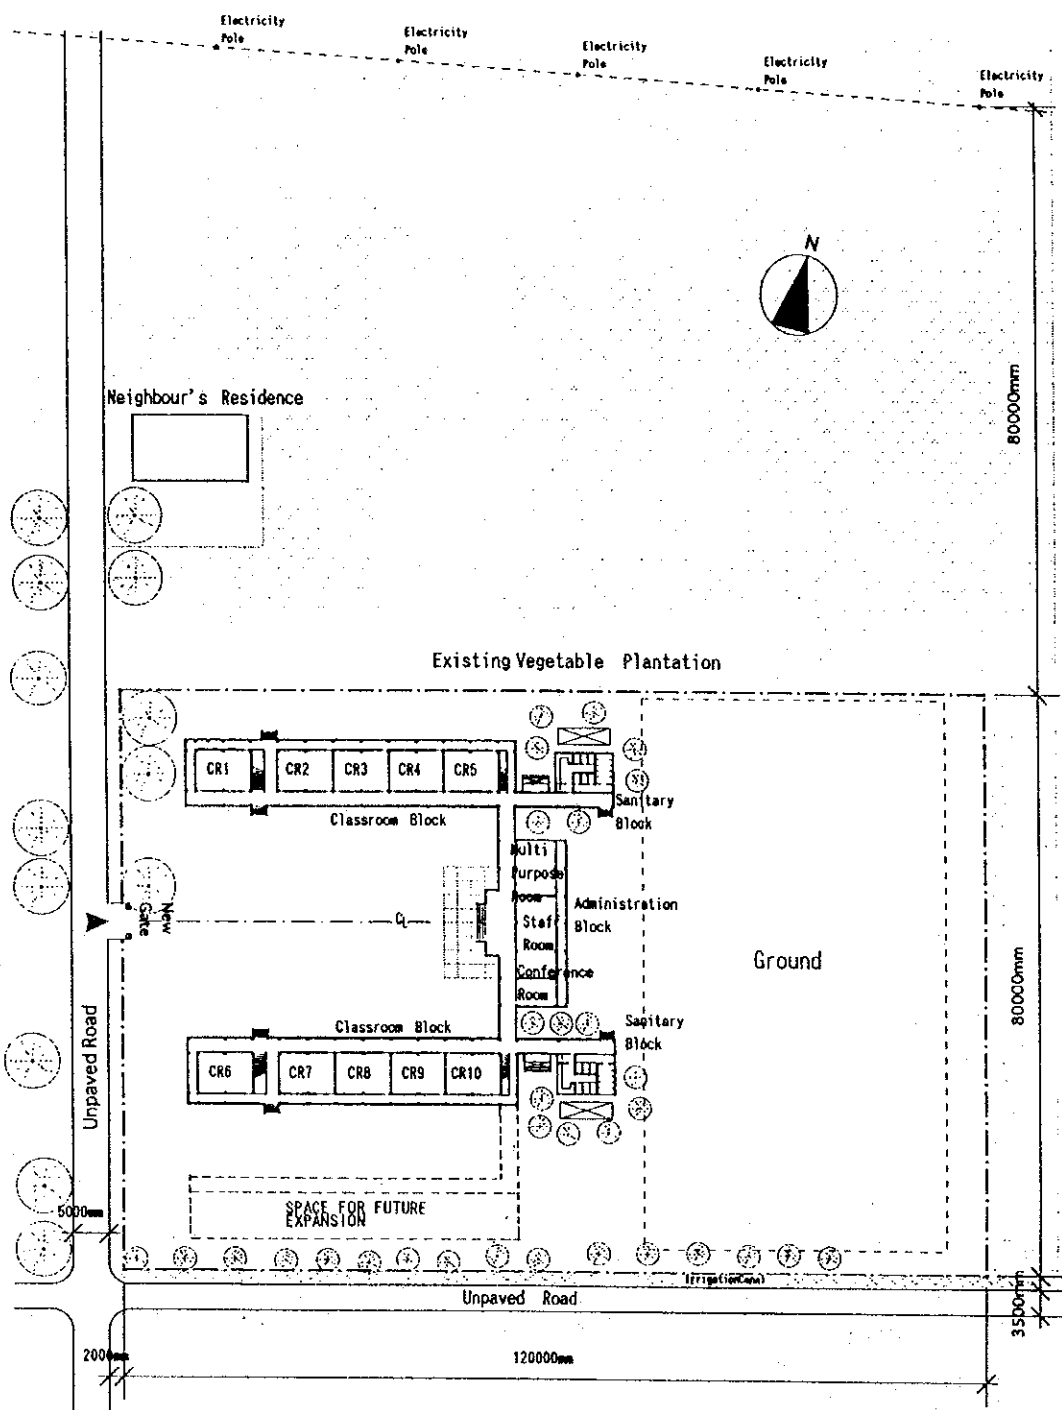 Electricity
Pole
Electricity
Pole
Electricity
Pole
Electricity
Pole
Electricity
Pole
N
80000mm
Neighbour's Residence
Existing Vegetable Plantation
CR1
CR2
CR3
CR4
CR5
Classroom Block
Sanitary
Block
Multi
Purpose
Room
Administration
Block
Staff
Room
Conference
Room
New
Gate
CL
Ground
80000mm
Unpaved Road
Classroom Block
Sanitary
Block
CR6
CR7
CR8
CR9
CR10
SPACE FOR FUTURE
EXPANSION
5000mm
IrrigationCanal
Unpaved Road
3500mm
2000mm
120000mm